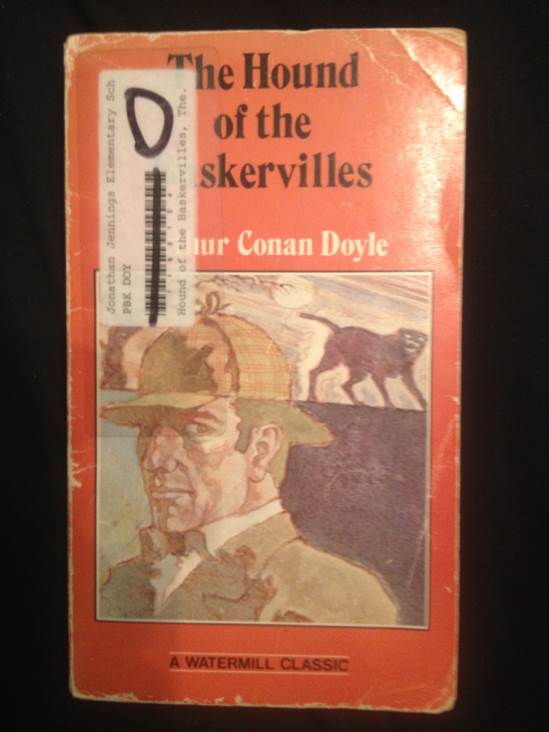 The Hound
of the
skervilles
ur Conan Doyle
Jonathan Jennings Elementary Sch
PBK DOY
D
Hound of the Baskervilles, The.
A WATERMILL CLASSIC